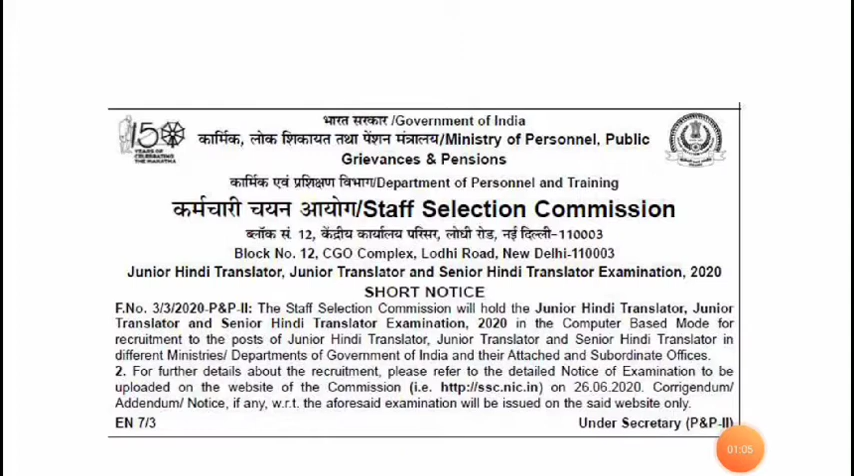 150
YEARS OF
CELEBRATING
THE MAHATMA
भारत सरकार/Government of India
कार्मिक, लोक शिकायत तथा पेंशन मंत्रालय/Ministry of Personnel, Public
Grievances & Pensions
कार्मिक एवं प्रशिक्षण विभाग/Department of Personnel and Training
कर्मचारी चयन आयोग/Staff Selection Commission
ब्लॉक सं. 12, केंद्रीय कार्यालय परिसर, लोधी रोड, नई दिल्ली-110003
Block No. 12, CGO Complex, Lodhi Road, New Delhi-110003
Junior Hindi Translator, Junior Translator and Senior Hindi Translator Examination, 2020
SHORT NOTICE
F.No. 3/3/2020-P&P-II: The Staff Selection Commission will hold the Junior Hindi Translator, Junior
Translator and Senior Hindi Translator Examination, 2020 in the Computer Based Mode for
recruitment to the posts of Junior Hindi Translator, Junior Translator and Senior Hindi Translator in
different Ministries/ Departments of Government of India and their Attached and Subordinate Offices.
2. For further details about the recruitment, please refer to the detailed Notice of Examination to be
uploaded on the website of the Commission (i.e. http://ssc.nic.in) on 26.06.2020. Corrigendum/
Addendum/ Notice, if any, w.r.t. the aforesaid examination will be issued on the said website only.
EN 7/3 Under Secretary (P&P-II)
01:05